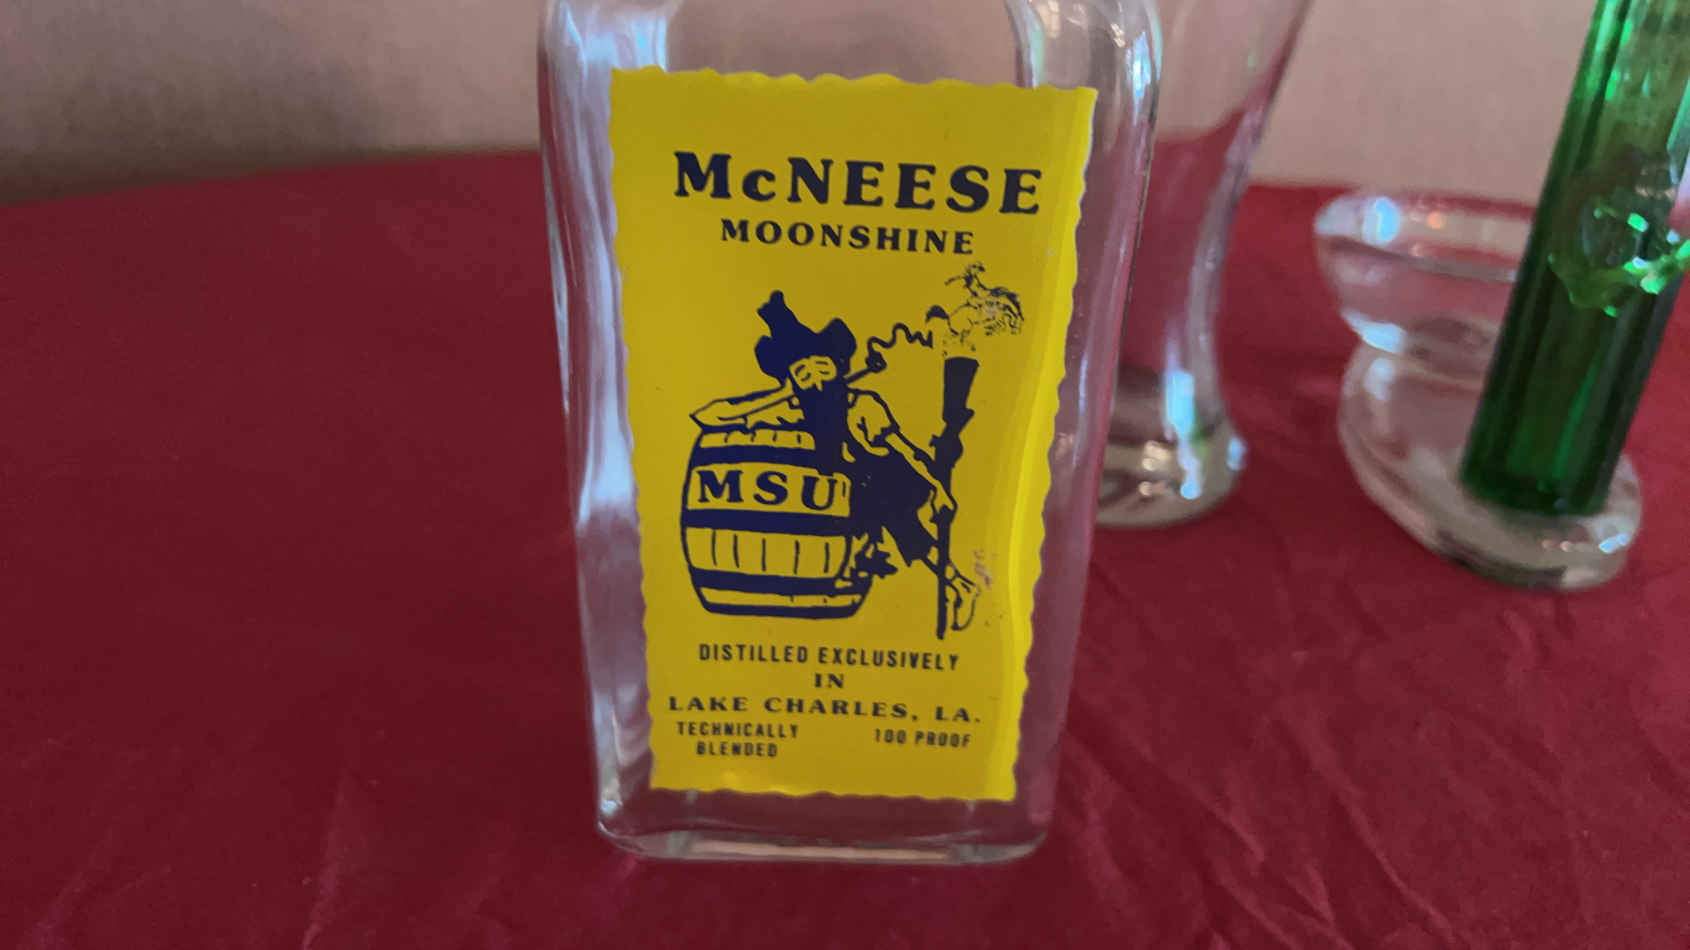 McNEESE
MOONSHINE
MSU
DISTILLED EXCLUSIVELY
IN
LAKE CHARLES, LA.
TECHNICALLY
BLENDED
100 PROOF